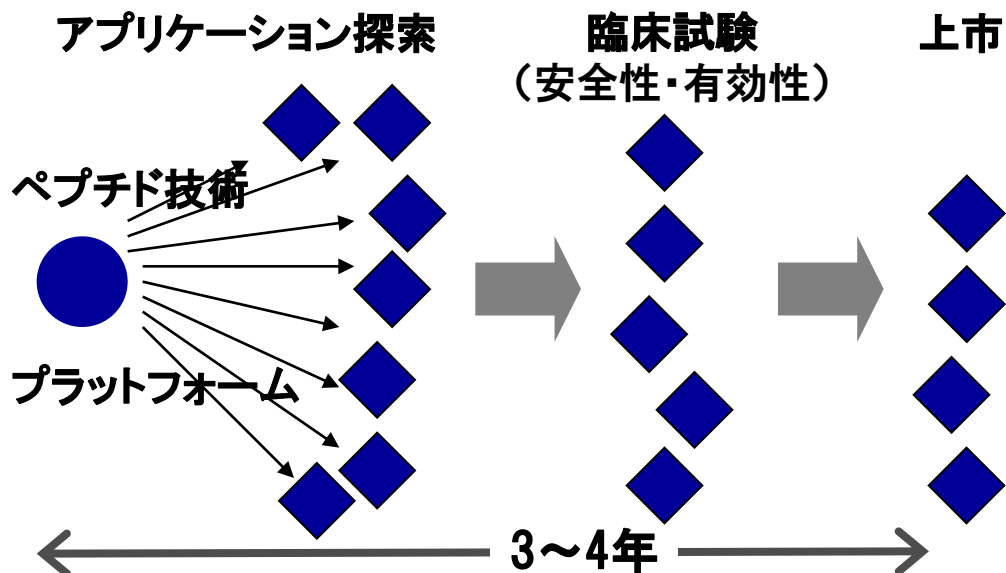 アプリケーション探索
臨床試験
（安全性・有効性）
上市
ペプチド技術
プラットフォーム
3～4年